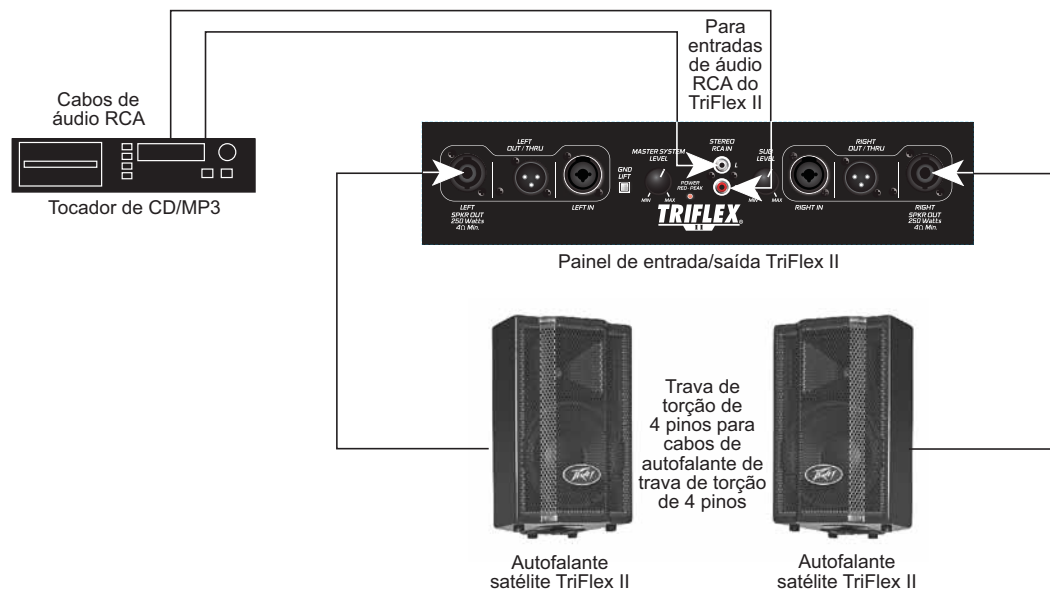 Para
entradas
de áudio
RCA do
TriFlex II
Cabos de
áudio RCA
Tocador de CD/MP3
LEFT
OUT / THRU
MASTER SYSTEM
LEVEL
STEREO
RCA IN
SUB
LEVEL
RIGHT
OUT / THRU
GND
LIFT
L
POWER
RED - PEAK
MIN
MAX
MIN
MAX
LEFT
SPKR OUT
250 Watts
4Ω Min.
LEFT IN
TRIFLEX®
II
RIGHT IN
RIGHT
SPKR OUT
250 Watts
4Ω Min.
Painel de entrada/saída TriFlex II
Trava de
torção de
4 pinos para
cabos de
autofalante de
trava de torção
de 4 pinos
PEAVEY
PEAVEY
Autofalante
satélite TriFlex II
Autofalante
satélite TriFlex II